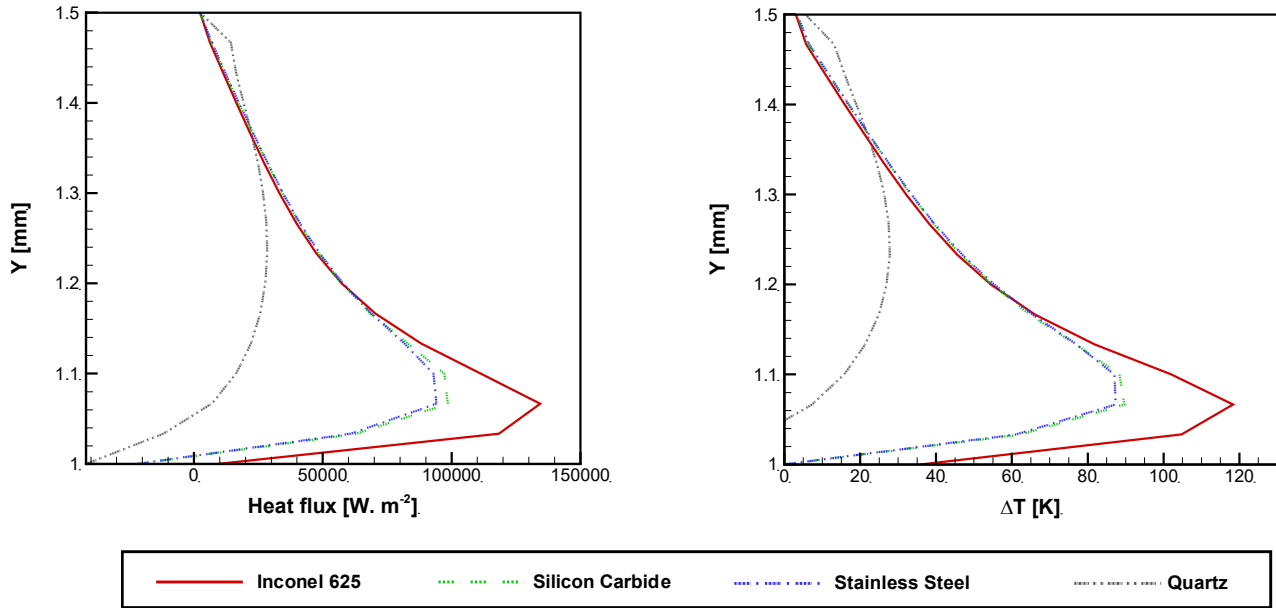 1.5
1.4
1.3
1.2
1.1
1.
Y [mm]
0. 50000. 100000. 150000.
Heat flux [W. m-2].
1.5
1.4
1.3
1.2
1.1
1.
Y [mm]
0. 20. 40. 60. 80. 100. 120.
ΔT [K].
Inconel 625 Silicon Carbide Stainless Steel Quartz